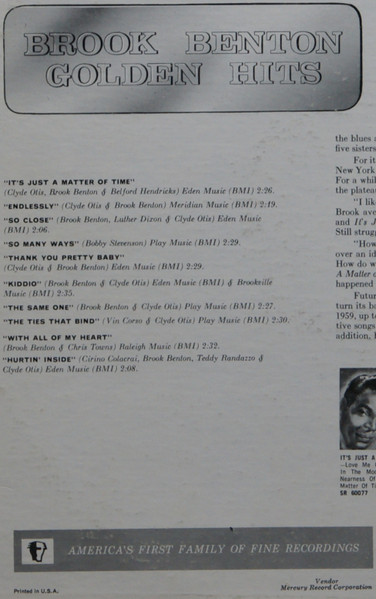 BROOK BENTON
GOLDEN HITS
"IT'S JUST A MATTER OF TIME"
(Clyde Otis, Brook Benton & Belford Hendricks) Eden Music (BMI) 2:26.
"ENDLESSLY" (Clyde Otis & Brook Benton) Meridian Music (BMI) 2:19.
"SO CLOSE" (Brook Benton, Luther Dixon & Clyde Otis) Eden Music
(BMI) 2:06.
"SO MANY WAYS" (Bobby Stevenson) Play Music (BMI) 2:29.
"THANK YOU PRETTY BABY"
(Clyde Otis & Brook Benton) Eden Music (BMI) 2:29.
"KIDDIO" (Brook Benton & Clyde Otis) Eden Music (BMI) & Brookville
Music (BMI) 2:35.
"THE SAME ONE" (Brook Benton & Clyde Otis) Play Music (BMI) 2:27.
"THE TIES THAT BIND" (Vin Corso & Clyde Otis) Play Music (BMI) 2:30.
"WITH ALL OF MY HEART"
(Brook Benton & Chris Towns) Raleigh Music (BMI) 2:32.
"HURTIN' INSIDE" (Cirino Colacrai, Brook Benton, Teddy Randazzo &
Clyde Otis) Eden Music (BMI) 2:08.
the blues a
five sisters
For it
New York
For a whil
the plateau
"I lik
Brook ave
and It's J
Still strugg
"How
over an id
How do w
A Matter o
happened
Futur
turn its bo
1959, up to
tive songs
addition, I
IT'S JUST A
—Love Me
In The Moo
Nearness Of
Matter Of Ti
SR 60077
AMERICA'S FIRST FAMILY OF FINE RECORDINGS
Printed in U.S.A.
Vendor
Mercury Record Corporation